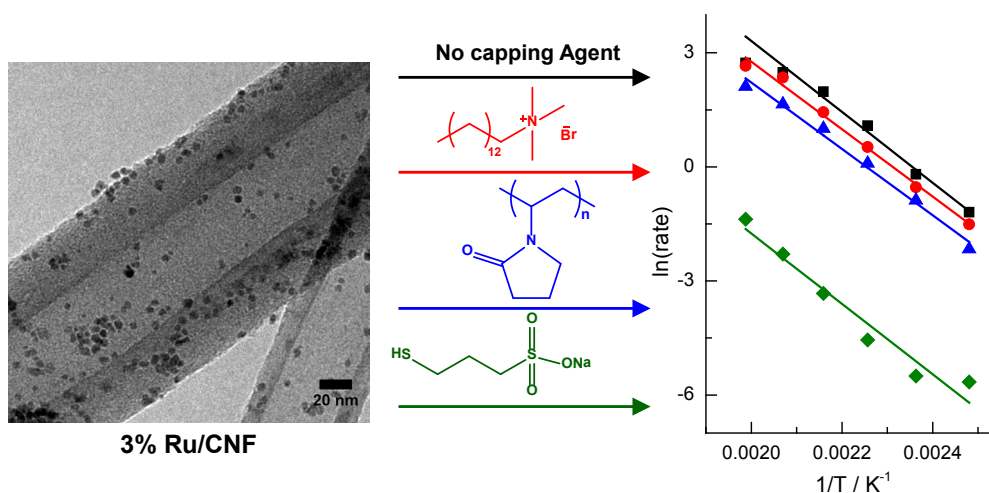 No capping Agent
+
N
12
Br
n
N
O
HS
O
S
ONa
O
20 nm
3% Ru/CNF
ln(rate)
3
0
-3
-6
0.0020 0.0022 0.0024
1/T / K-1